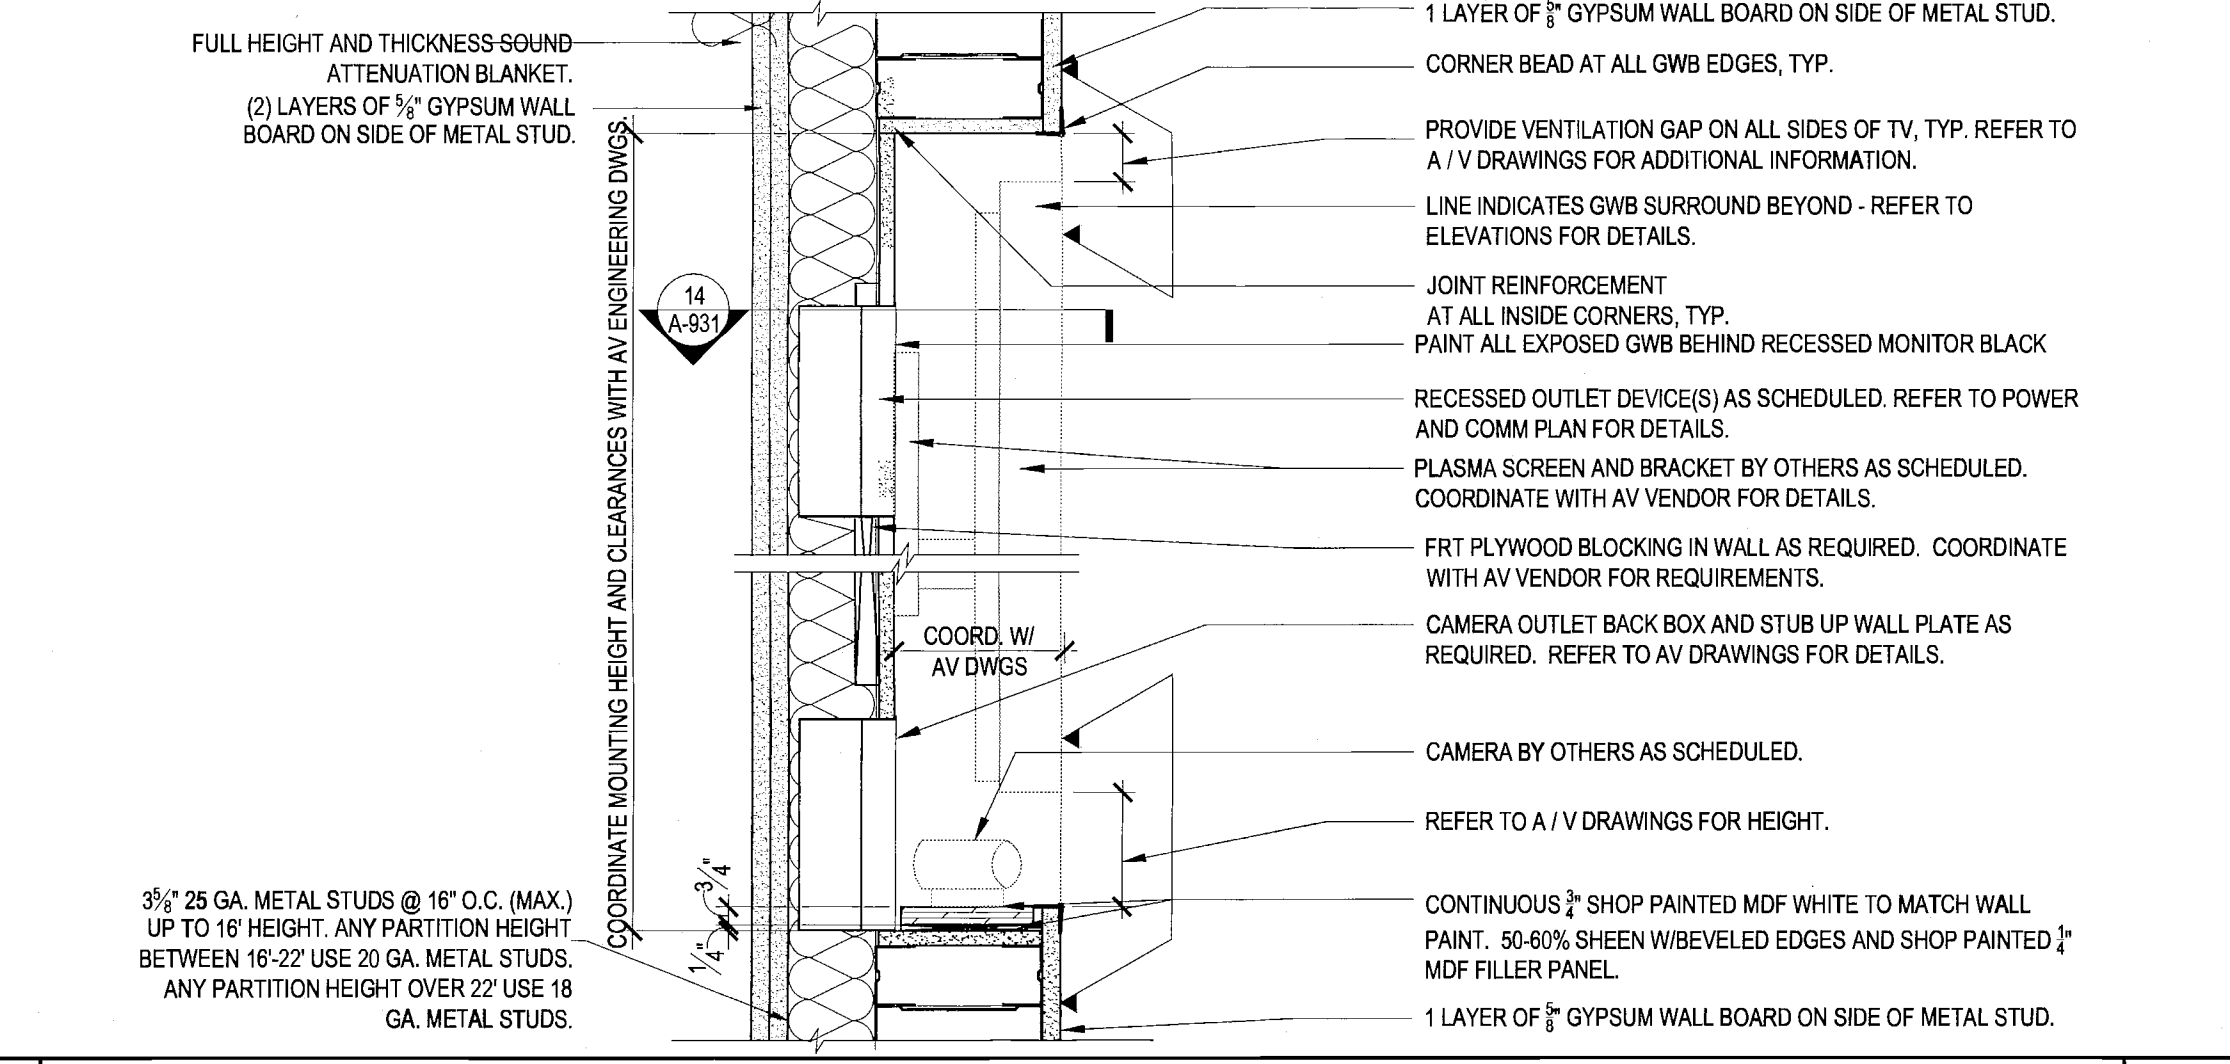 FULL HEIGHT AND THICKNESS SOUND
ATTENUATION BLANKET.
(2) LAYERS OF 5/8" GYPSUM WALL
BOARD ON SIDE OF METAL STUD.
COORDINATE MOUNTING HEIGHT AND CLEARANCES WITH AV ENGINEERING DWGS.
14
A-931
3/4"
1/4"
3 5/8" 25 GA. METAL STUDS @ 16" O.C. (MAX.)
UP TO 16' HEIGHT. ANY PARTITION HEIGHT
BETWEEN 16'-22' USE 20 GA. METAL STUDS.
ANY PARTITION HEIGHT OVER 22' USE 18
GA. METAL STUDS.
COORD. W/
AV DWGS
1 LAYER OF 5/8" GYPSUM WALL BOARD ON SIDE OF METAL STUD.
CORNER BEAD AT ALL GWB EDGES, TYP.
PROVIDE VENTILATION GAP ON ALL SIDES OF TV, TYP. REFER TO
A / V DRAWINGS FOR ADDITIONAL INFORMATION.
LINE INDICATES GWB SURROUND BEYOND - REFER TO
ELEVATIONS FOR DETAILS.
JOINT REINFORCEMENT
AT ALL INSIDE CORNERS, TYP.
PAINT ALL EXPOSED GWB BEHIND RECESSED MONITOR BLACK
RECESSED OUTLET DEVICE(S) AS SCHEDULED. REFER TO POWER
AND COMM PLAN FOR DETAILS.
PLASMA SCREEN AND BRACKET BY OTHERS AS SCHEDULED.
COORDINATE WITH AV VENDOR FOR DETAILS.
FRT PLYWOOD BLOCKING IN WALL AS REQUIRED. COORDINATE
WITH AV VENDOR FOR REQUIREMENTS.
CAMERA OUTLET BACK BOX AND STUB UP WALL PLATE AS
REQUIRED. REFER TO AV DRAWINGS FOR DETAILS.
CAMERA BY OTHERS AS SCHEDULED.
REFER TO A / V DRAWINGS FOR HEIGHT.
CONTINUOUS 3/4" SHOP PAINTED MDF WHITE TO MATCH WALL
PAINT. 50-60% SHEEN W/BEVELED EDGES AND SHOP PAINTED 1/4"
MDF FILLER PANEL.
1 LAYER OF 5/8" GYPSUM WALL BOARD ON SIDE OF METAL STUD.